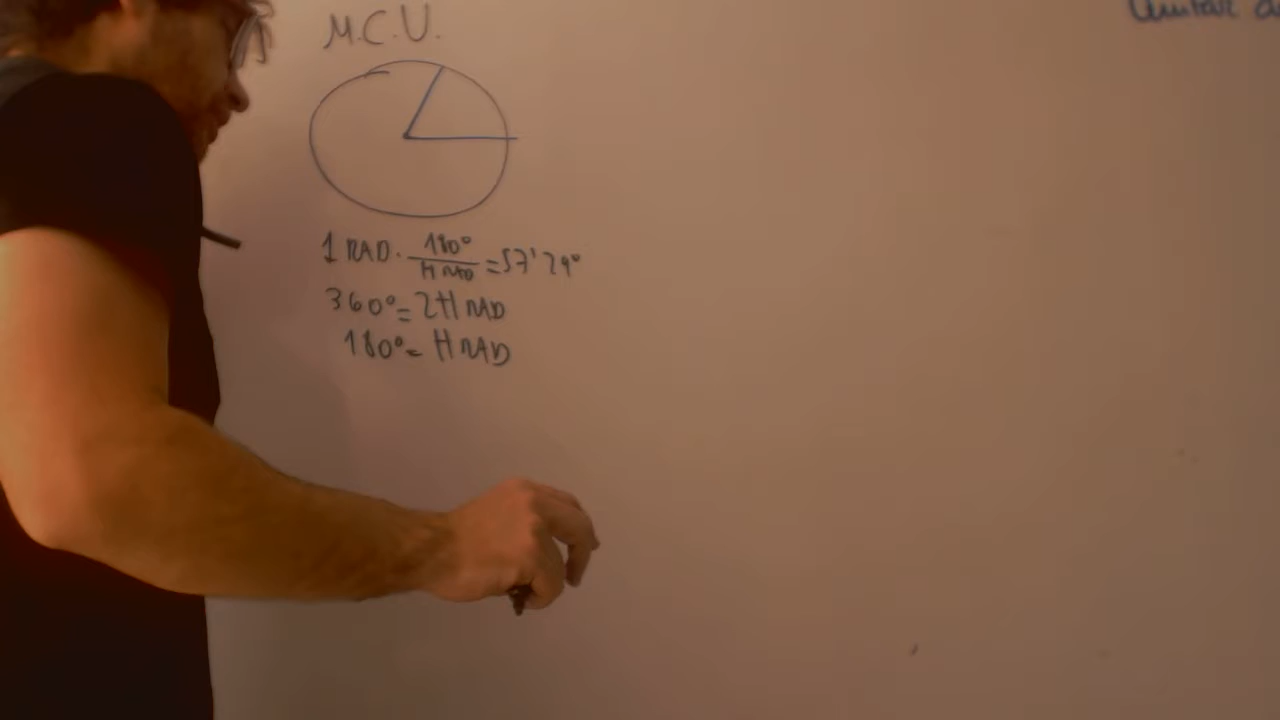 M.C.U.
1 RAD · 180° / π RAD = 57'29°
360° = 2π RAD
180° = π RAD